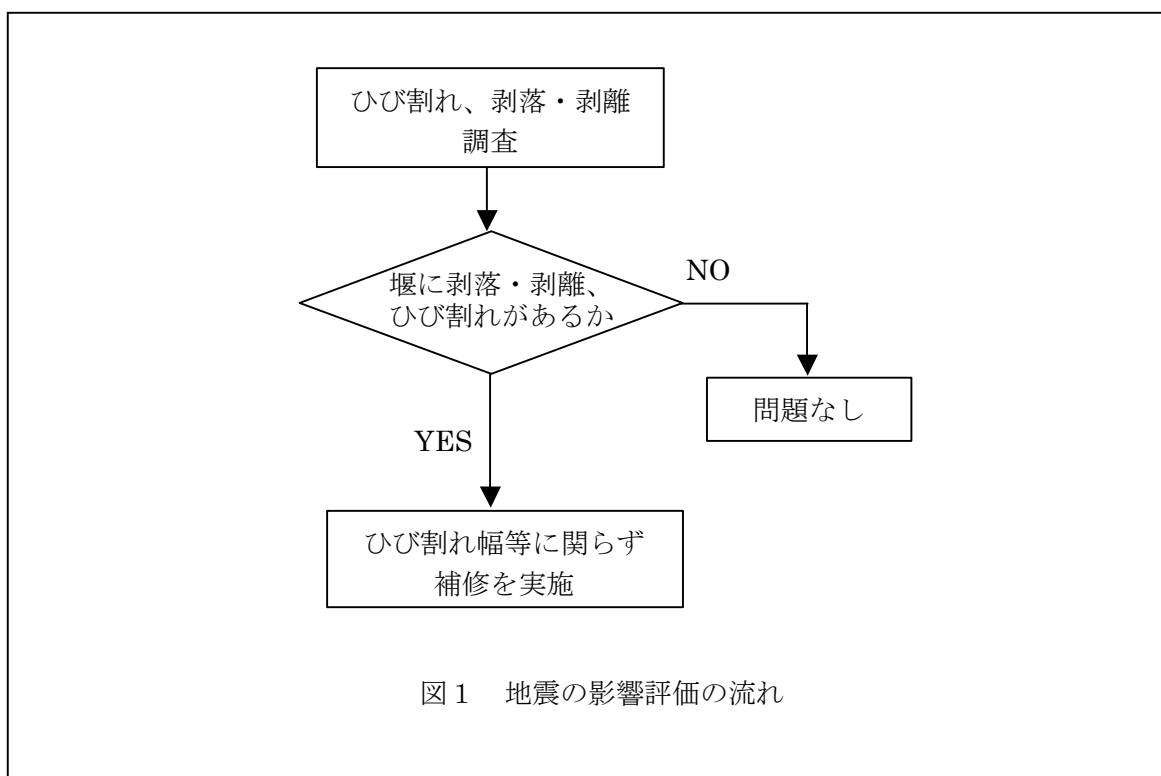 ひび割れ、剥落・剥離
調査
堰に剥落・剥離、
ひび割れがあるか
NO
問題なし
YES
ひび割れ幅等に関らず
補修を実施
図1 地震の影響評価の流れ